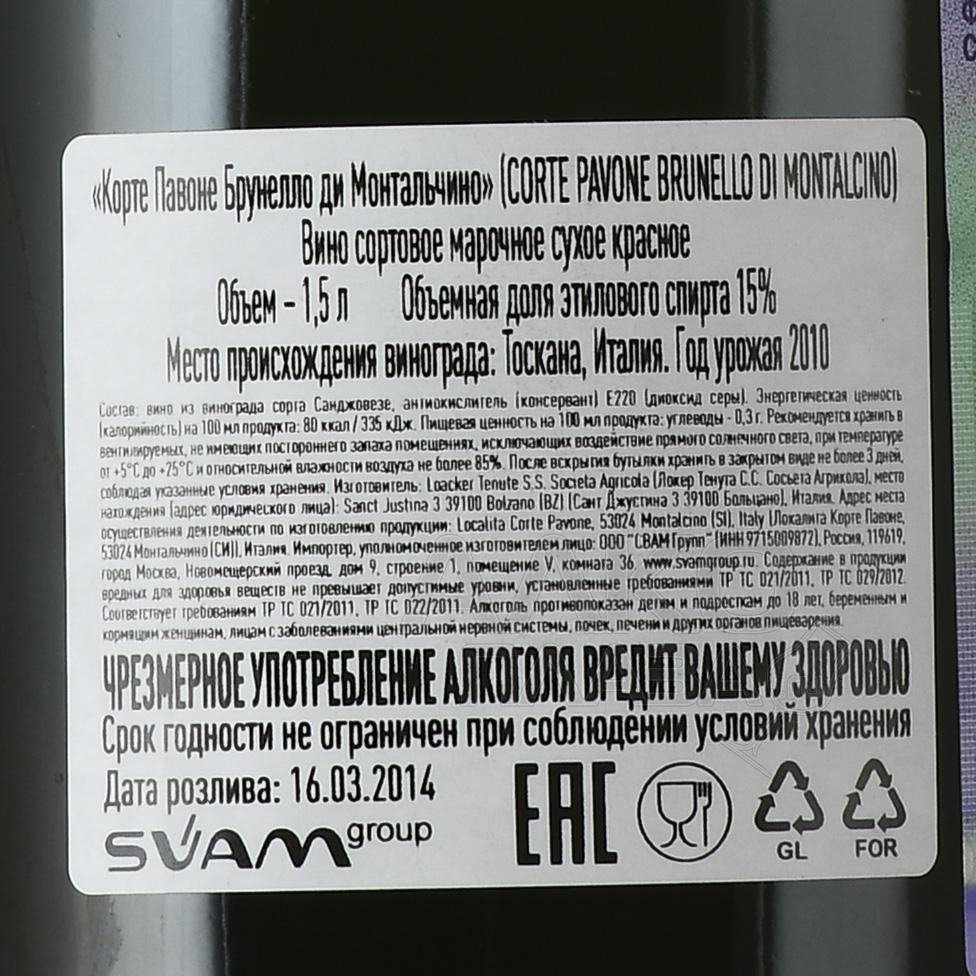 «Корте Павоне Брунелло ди Монтальчино» (CORTE PAVONE BRUNELLO DI MONTALCINO)
Вино сортовое марочное сухое красное
Объем – 1,5 л Объемная доля этилового спирта 15%
Место происхождения винограда: Тоскана, Италия. Год урожая 2010
Состав: вино из винограда сорта Санджовезе, антиокислитель (консервант) E220 (диоксид серы). Энергетическая ценность
(калорийность) на 100 мл продукта: 80 ккал / 335 кДж. Пищевая ценность на 100 мл продукта: углеводы - 0,3 г. Рекомендуется хранить в
вентилируемых, не имеющих постороннего запаха помещениях, исключающих воздействие прямого солнечного света, при температуре
от +5°С до +25°С и относительной влажности воздуха не более 85%. После вскрытия бутылки хранить в закрытом виде не более 3 дней,
соблюдая указанные условия хранения. Изготовитель: Loacker Tenute S.S. Societa Agricola (Локер Тенута С.С. Сосьета Агрикола), место
нахождения (адрес юридического лица): Sanct Justina 3 39100 Bolzano (BZ) (Сант Джустина 3 39100 Больцано), Италия. Адрес места
осуществления деятельности по изготовлению продукции: Localita Corte Pavone, 53024 Montalcino (SI), Italy (Локалита Корте Павоне,
53024 Монтальчино (СИ)), Италия. Импортер, уполномоченное изготовителем лицо: ООО "СВАМ Групп" (ИНН 9715009872), Россия, 119619,
город Москва, Новомещерский проезд, дом 9, строение 1, помещение V, комната 36. www.svamgroup.ru. Содержание в продукции
вредных для здоровья веществ не превышает допустимые уровни, установленные требованиями ТР ТС 021/2011, ТР ТС 029/2012.
Соответствует требованиям ТР ТС 021/2011, ТР ТС 022/2011. Алкоголь противопоказан детям и подросткам до 18 лет, беременным и
кормящим женщинам, лицам с заболеваниями центральной нервной системы, почек, печени и других органов пищеварения.
ЧРЕЗМЕРНОЕ УПОТРЕБЛЕНИЕ АЛКОГОЛЯ ВРЕДИТ ВАШЕМУ ЗДОРОВЬЮ
Срок годности не ограничен при соблюдении условий хранения
Дата розлива: 16.03.2014
SVAM group
EAC
GL FOR